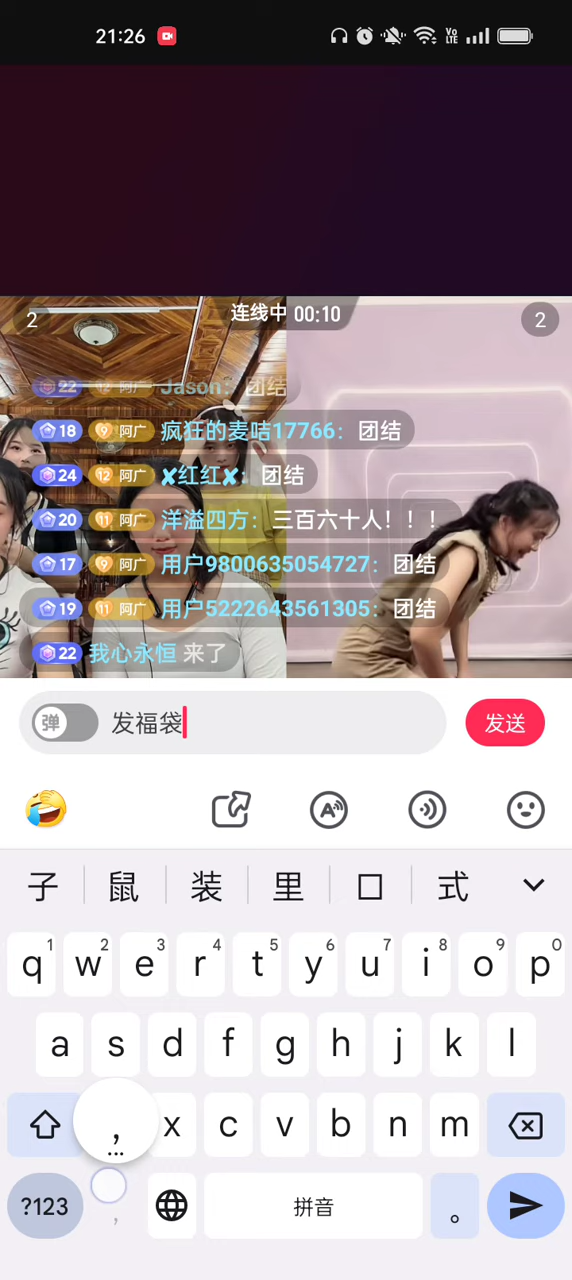 21:26 VoLTE
2 连线中 00:10 2
22 12 阿广 Jason：团结
18 9 阿广 疯狂的麦咭17766：团结
24 12 阿广 ✘红红✘：团结
20 11 阿广 洋溢四方：三百六十人！！！
17 9 阿广 用户9800635054727：团结
19 11 阿广 用户5222643561305：团结
22 我心永恒 来了
弹 发福袋 发送
A
子 鼠 装 里 口 式
1 2 3 4 5 6 7 8 9 0
q w e r t y u i o p
a s d f g h j k l
, x c v b n m
?123 , 拼音 。